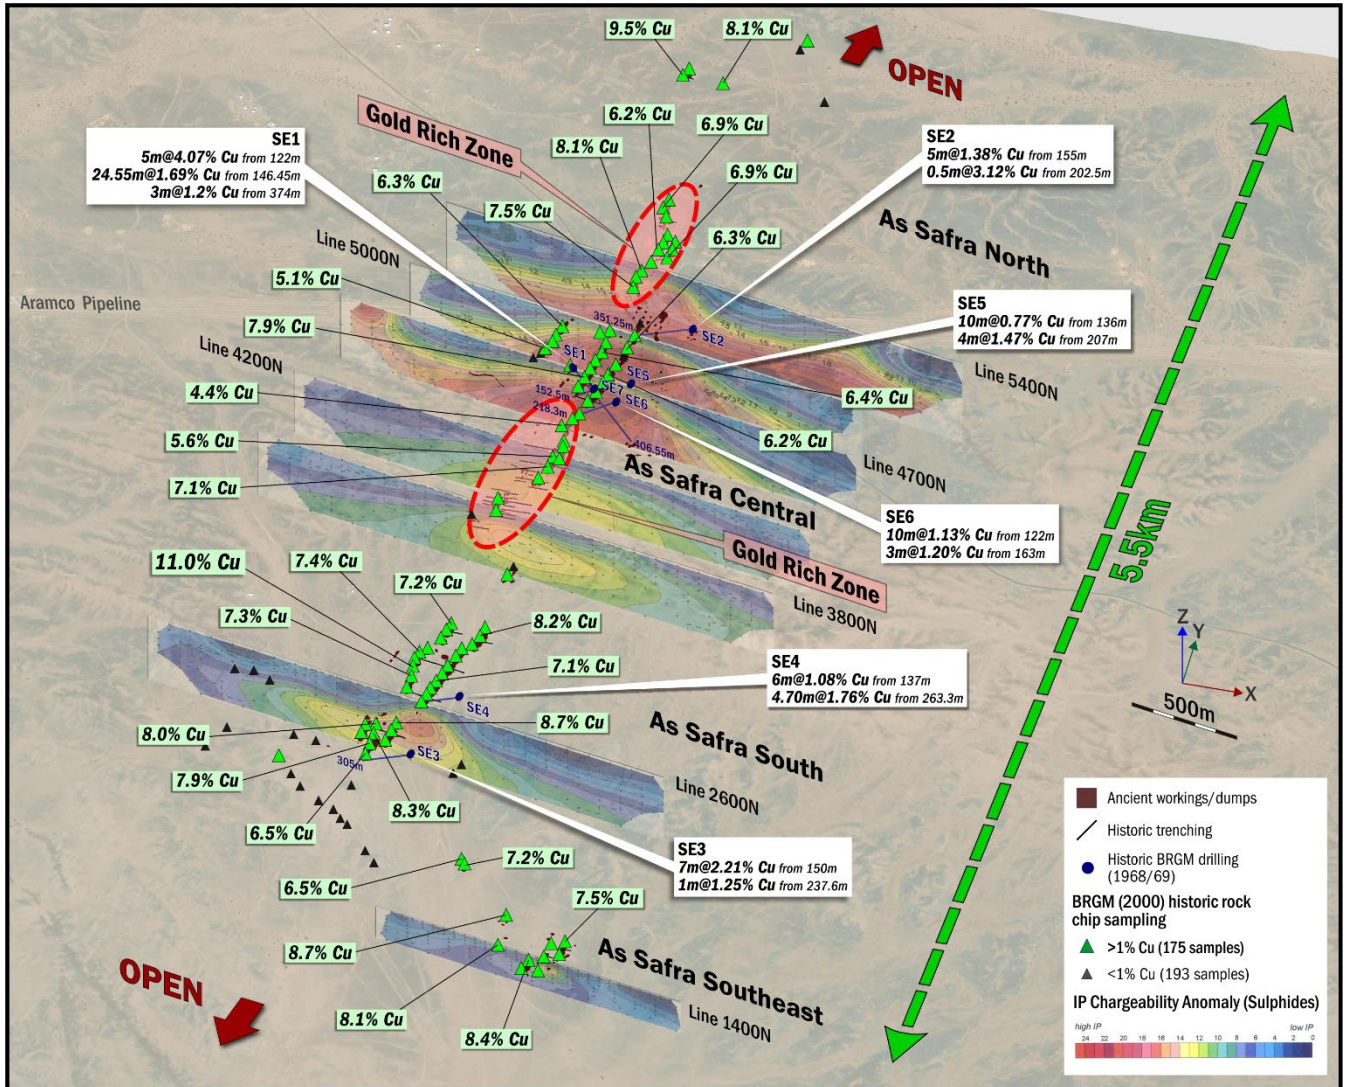 9.5% Cu
8.1% Cu
OPEN
Gold Rich Zone
6.2% Cu
6.9% Cu
8.1% Cu
SE1
5m@4.07% Cu from 122m
24.55m@1.69% Cu from 146.45m
3m@1.2% Cu from 374m
SE2
5m@1.38% Cu from 155m
0.5m@3.12% Cu from 202.5m
6.3% Cu
6.9% Cu
7.5% Cu
6.3% Cu
As Safra North
Line 5000N
5.1% Cu
Aramco Pipeline
7.9% Cu
Line 4200N
SE5
10m@0.77% Cu from 136m
4m@1.47% Cu from 207m
351.25m
SE2
SE1
SE5
152.5m
SE7
SE6
218.3m
406.55m
4.4% Cu
6.4% Cu
Line 5400N
5.6% Cu
6.2% Cu
7.1% Cu
Line 4700N
As Safra Central
SE6
10m@1.13% Cu from 122m
3m@1.20% Cu from 163m
Gold Rich Zone
Line 3800N
5.5km
11.0% Cu
7.4% Cu
7.2% Cu
7.3% Cu
8.2% Cu
7.1% Cu
SE4
SE4
6m@1.08% Cu from 137m
4.70m@1.76% Cu from 263.3m
Z
Y
X
500m
8.0% Cu
8.7% Cu
As Safra South
7.9% Cu
305m
SE3
Line 2600N
6.5% Cu
8.3% Cu
SE3
7m@2.21% Cu from 150m
1m@1.25% Cu from 237.6m
7.2% Cu
6.5% Cu
7.5% Cu
8.7% Cu
As Safra Southeast
OPEN
8.1% Cu
8.4% Cu
Line 1400N
Ancient workings/dumps
Historic trenching
Historic BRGM drilling
(1968/69)
BRGM (2000) historic rock
chip sampling
>1% Cu (175 samples)
<1% Cu (193 samples)
IP Chargeability Anomaly (Sulphides)
high IP
low IP
24 22 20 18 16 14 12 10 8 6 4 2 0